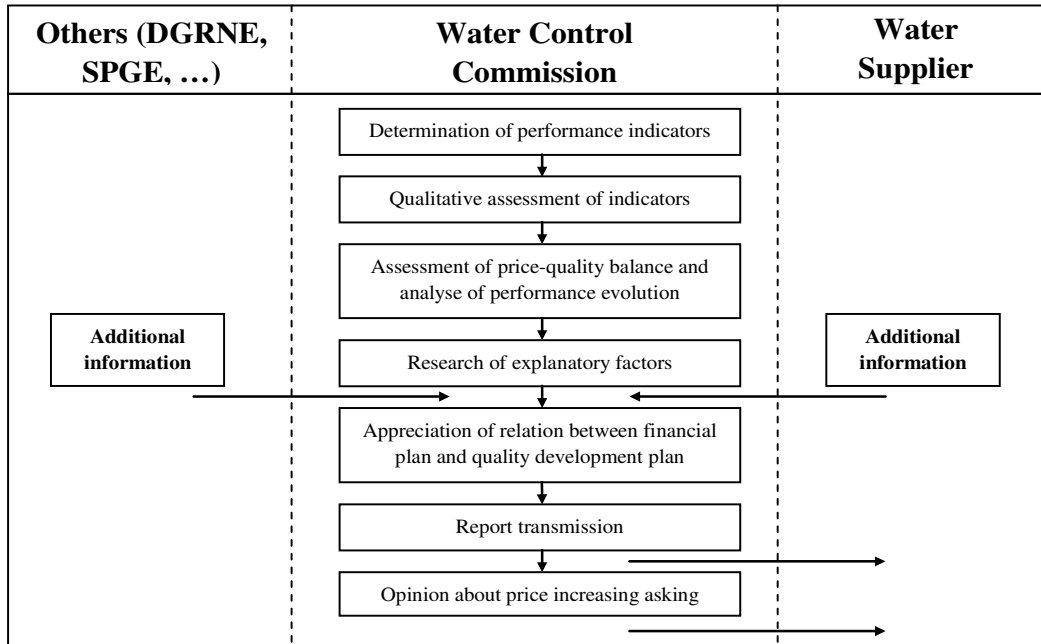 Others (DGRNE,
SPGE, …)
Water Control
Commission
Water
Supplier
Determination of performance indicators
Qualitative assessment of indicators
Assessment of price-quality balance and
analyse of performance evolution
Additional
information
Research of explanatory factors
Additional
information
Appreciation of relation between financial
plan and quality development plan
Report transmission
Opinion about price increasing asking